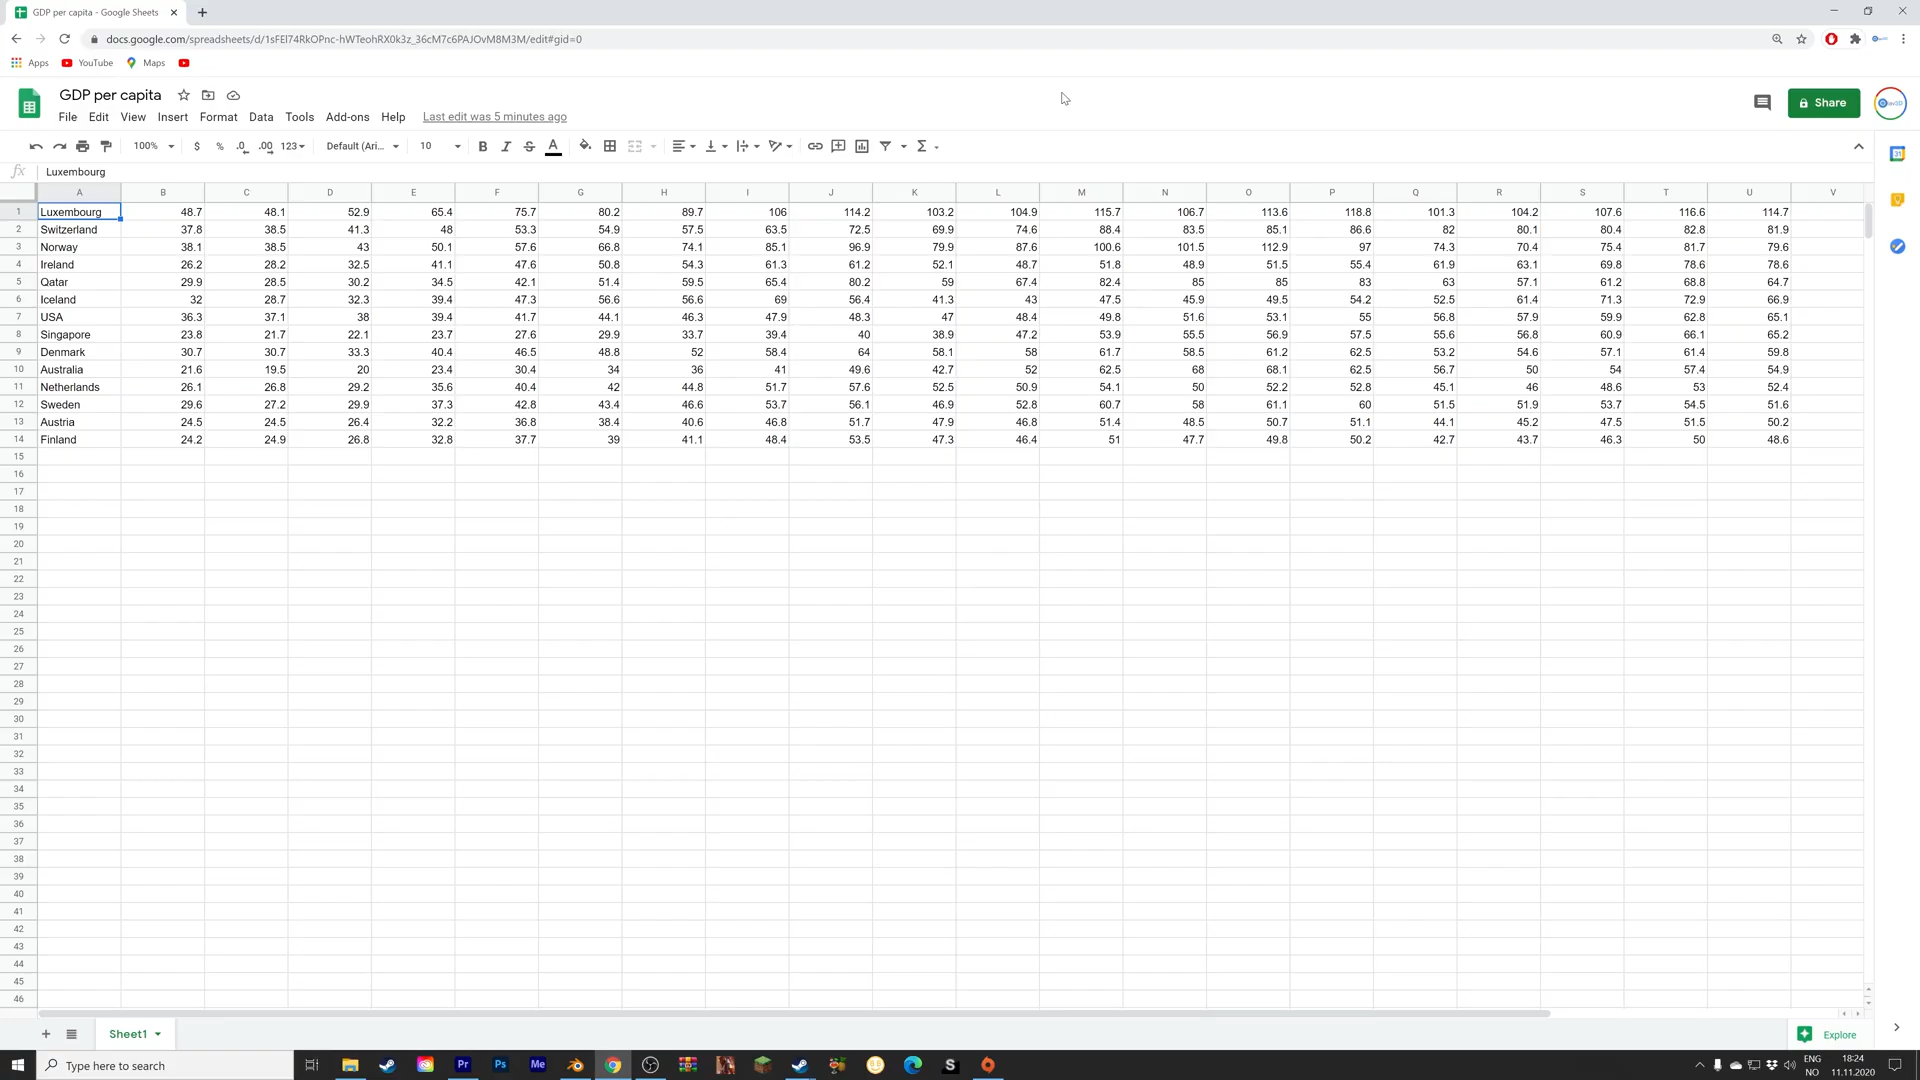 GDP per capita - Google Sheets
docs.google.com/spreadsheets/d/1sFEl74RkOPnc-hWTeohRX0k3z_36cM7c6PAJOvM8M3M/edit#gid=0
Apps YouTube Maps
GDP per capita
Share
File Edit View Insert Format Data Tools Add-ons Help Last edit was 5 minutes ago
100% $ % .0 .00 123 Default (Ari... 10 B I S A Σ
fx Luxembourg
A B C D E F G H I J K L M N O P Q R S T U V
1 Luxembourg 48.7 48.1 52.9 65.4 75.7 80.2 89.7 106 114.2 103.2 104.9 115.7 106.7 113.6 118.8 101.3 104.2 107.6 116.6 114.7
2 Switzerland 37.8 38.5 41.3 48 53.3 54.9 57.5 63.5 72.5 69.9 74.6 88.4 83.5 85.1 86.6 82 80.1 80.4 82.8 81.9
3 Norway 38.1 38.5 43 50.1 57.6 66.8 74.1 85.1 96.9 79.9 87.6 100.6 101.5 112.9 97 74.3 70.4 75.4 81.7 79.6
4 Ireland 26.2 28.2 32.5 41.1 47.6 50.8 54.3 61.3 61.2 52.1 48.7 51.8 48.9 51.5 55.4 61.9 63.1 69.8 78.6 78.6
5 Qatar 29.9 28.5 30.2 34.5 42.1 51.4 59.5 65.4 80.2 59 67.4 82.4 85 85 83 63 57.1 61.2 68.8 64.7
6 Iceland 32 28.7 32.3 39.4 47.3 56.6 56.6 69 56.4 41.3 43 47.5 45.9 49.5 54.2 52.5 61.4 71.3 72.9 66.9
7 USA 36.3 37.1 38 39.4 41.7 44.1 46.3 47.9 48.3 47 48.4 49.8 51.6 53.1 55 56.8 57.9 59.9 62.8 65.1
8 Singapore 23.8 21.7 22.1 23.7 27.6 29.9 33.7 39.4 40 38.9 47.2 53.9 55.5 56.9 57.5 55.6 56.8 60.9 66.1 65.2
9 Denmark 30.7 30.7 33.3 40.4 46.5 48.8 52 58.4 64 58.1 58 61.7 58.5 61.2 62.5 53.2 54.6 57.1 61.4 59.8
10 Australia 21.6 19.5 20 23.4 30.4 34 36 41 49.6 42.7 52 62.5 68 68.1 62.5 56.7 50 54 57.4 54.9
11 Netherlands 26.1 26.8 29.2 35.6 40.4 42 44.8 51.7 57.6 52.5 50.9 54.1 50 52.2 52.8 45.1 46 48.6 53 52.4
12 Sweden 29.6 27.2 29.9 37.3 42.8 43.4 46.6 53.7 56.1 46.9 52.8 60.7 58 61.1 60 51.5 51.9 53.7 54.5 51.6
13 Austria 24.5 24.5 26.4 32.2 36.8 38.4 40.6 46.8 51.7 47.9 46.8 51.4 48.5 50.7 51.1 44.1 45.2 47.5 51.5 50.2
14 Finland 24.2 24.9 26.8 32.8 37.7 39 41.1 48.4 53.5 47.3 46.4 51 47.7 49.8 50.2 42.7 43.7 46.3 50 48.6
15
16
17
18
19
20
21
22
23
24
25
26
27
28
29
30
31
32
33
34
35
36
37
38
39
40
41
42
43
44
45
46
Sheet1
Explore
Type here to search
Pr Ps Me S
ENG
NO
18:24
11.11.2020